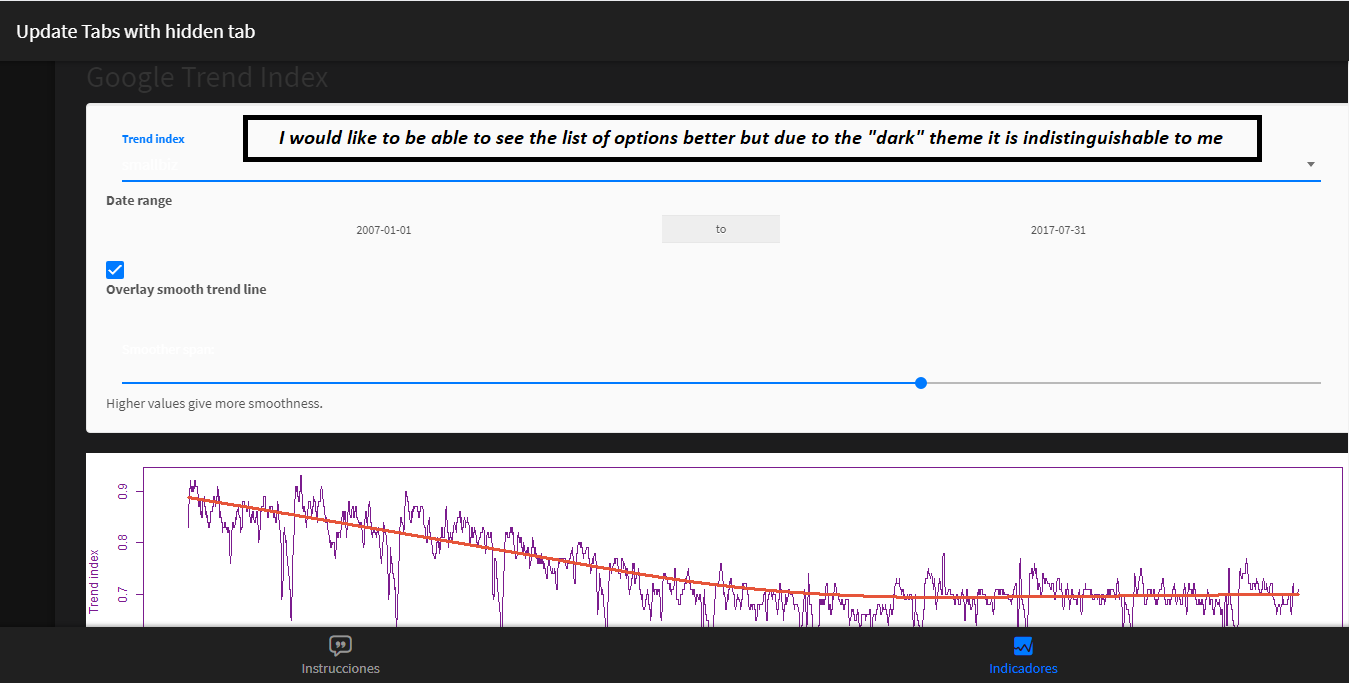 Update Tabs with hidden tab
Google Trend Index
I would like to be able to see the list of options better but due to the "dark" theme it is indistinguishable to me
Trend index
Date range
2007-01-01 to 2017-07-31
Overlay smooth trend line
Higher values give more smoothness.
0.9
0.8
0.7
Trend index
Instrucciones
Indicadores